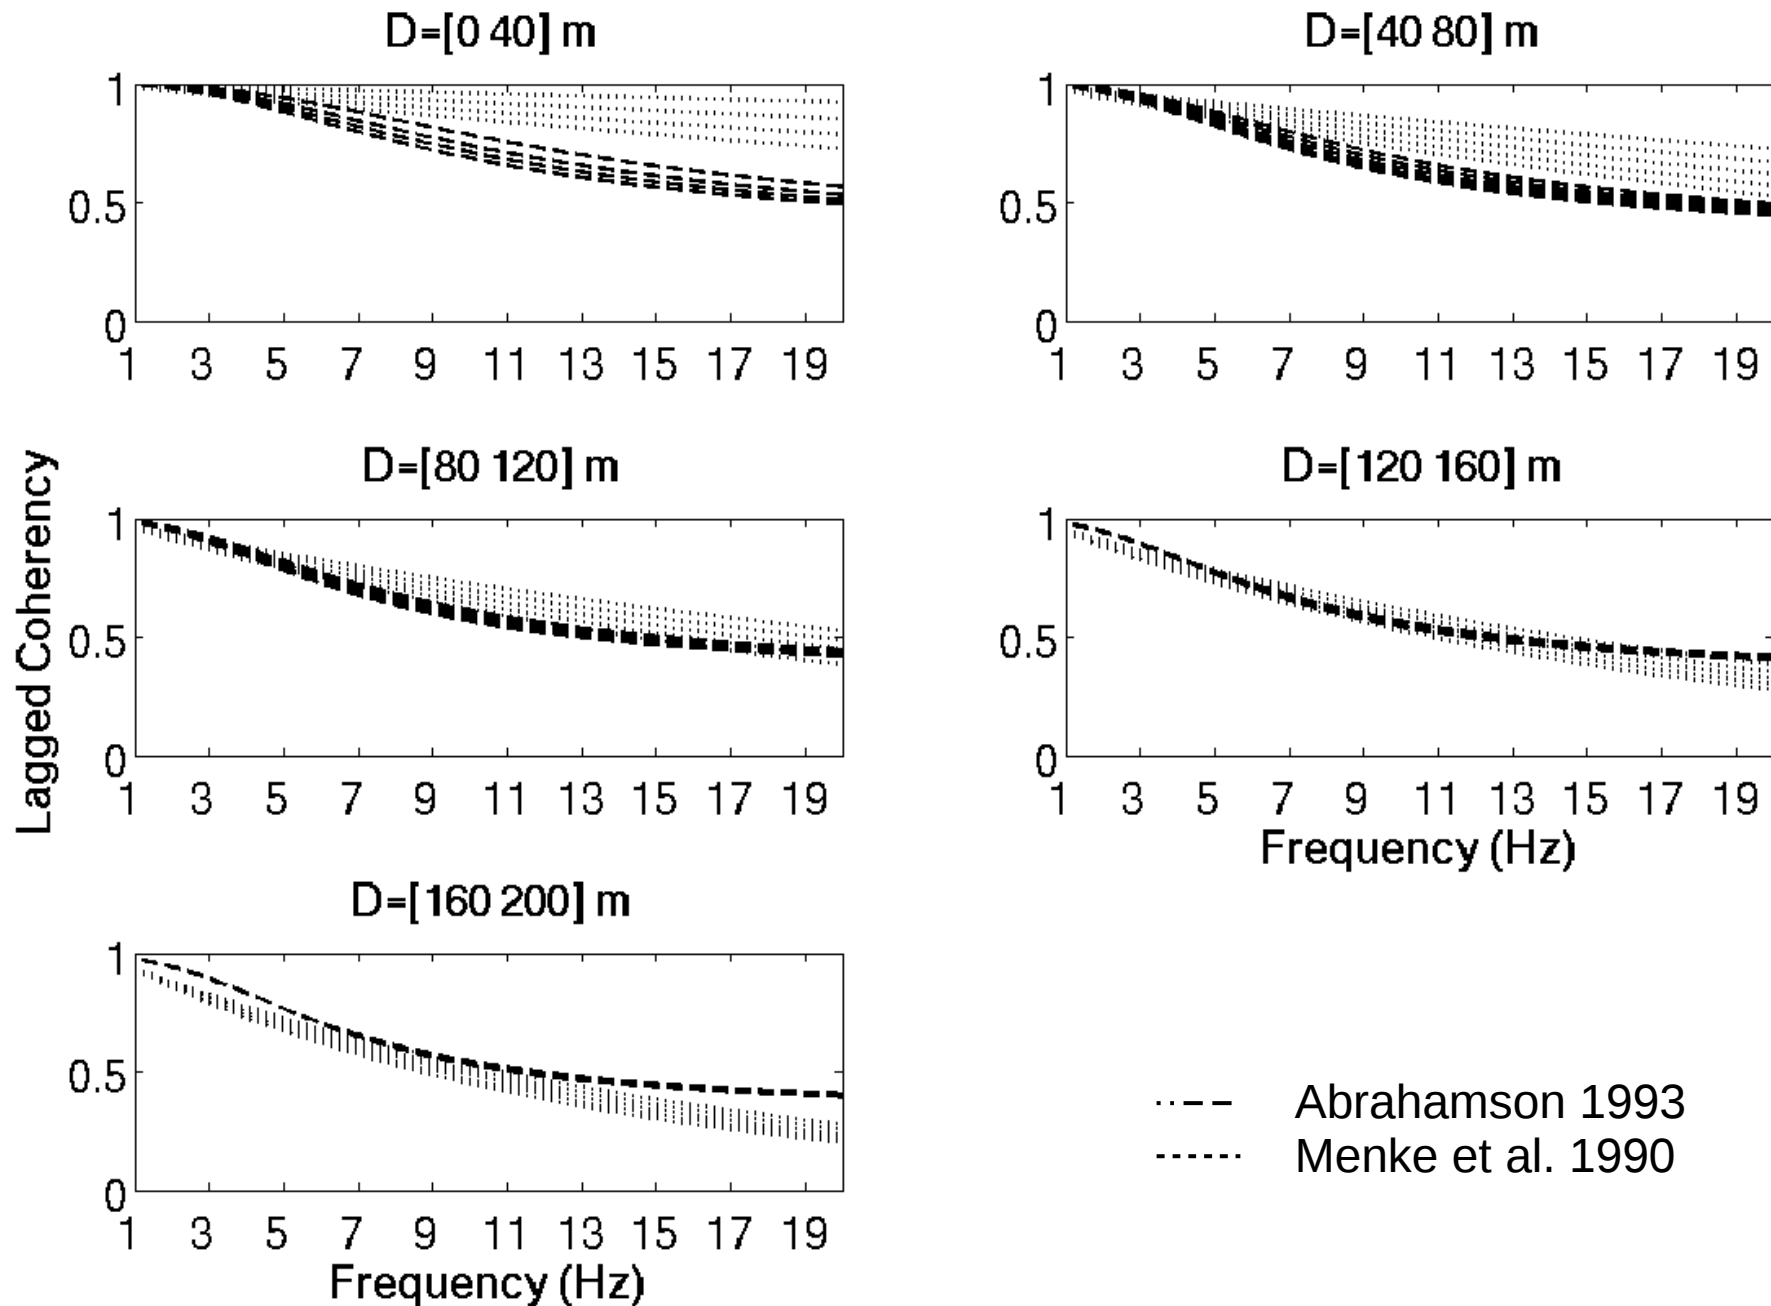 D=[0 40] m
1
0.5
0
1 3 5 7 9 11 13 15 17 19
D=[40 80] m
1
0.5
0
1 3 5 7 9 11 13 15 17 19
Lagged Coherency
D=[80 120] m
1
0.5
0
1 3 5 7 9 11 13 15 17 19
D=[120 160] m
1
0.5
0
1 3 5 7 9 11 13 15 17 19
Frequency (Hz)
D=[160 200] m
1
0.5
0
1 3 5 7 9 11 13 15 17 19
Frequency (Hz)
Abrahamson 1993
Menke et al. 1990